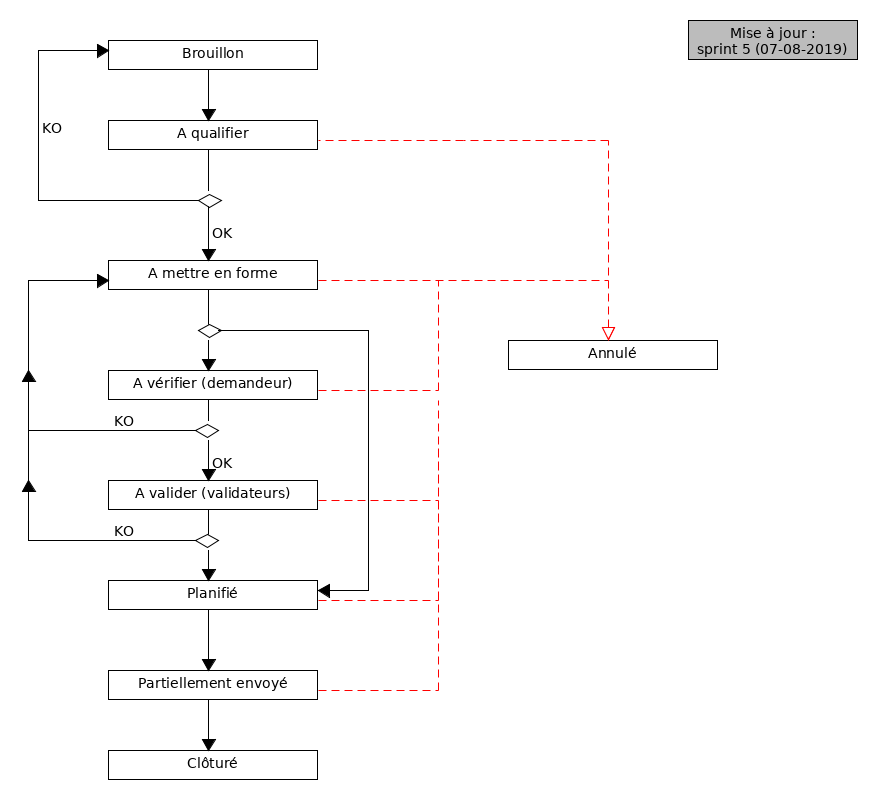 Mise à jour :
sprint 5 (07-08-2019)
Brouillon
KO
A qualifier
OK
A mettre en forme
Annulé
A vérifier (demandeur)
KO
OK
A valider (validateurs)
KO
Planifié
Partiellement envoyé
Clôturé